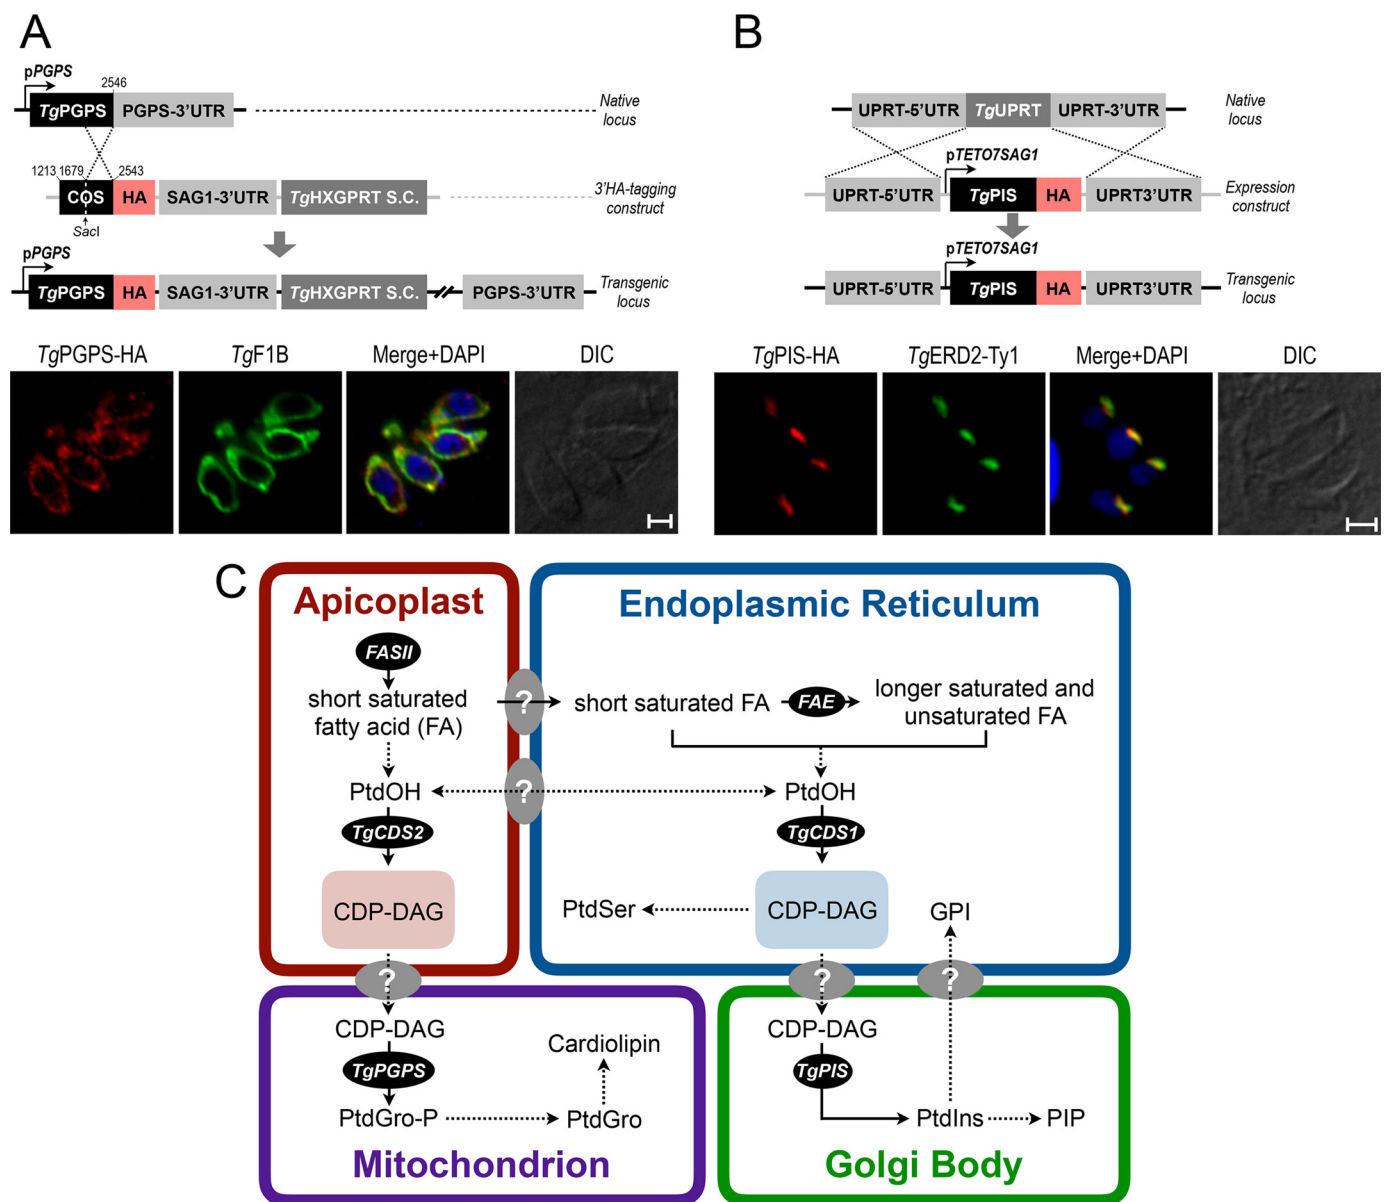 A
pPGPS
2546
TgPGPS
PGPS-3’UTR
Native
locus
1213
1679
2543
COS
HA
SAG1-3’UTR
TgHXGPRT S.C.
3’HA-tagging
construct
SacI
pPGPS
TgPGPS
HA
SAG1-3’UTR
TgHXGPRT S.C.
PGPS-3’UTR
Transgenic
locus
TgPGPS-HA
TgF1B
Merge+DAPI
DIC
B
UPRT-5’UTR
TgUPRT
UPRT-3’UTR
Native
locus
pTETO7SAG1
UPRT-5’UTR
TgPIS
HA
UPRT3’UTR
Expression
construct
pTETO7SAG1
UPRT-5’UTR
TgPIS
HA
UPRT3’UTR
Transgenic
locus
TgPIS-HA
TgERD2-Ty1
Merge+DAPI
DIC
C
Apicoplast
FASII
short saturated
fatty acid (FA)
PtdOH
TgCDS2
CDP-DAG
?
?
Endoplasmic Reticulum
short saturated FA
FAE
longer saturated and
unsaturated FA
PtdOH
TgCDS1
PtdSer
CDP-DAG
GPI
?
?
?
CDP-DAG
TgPGPS
PtdGro-P
PtdGro
Cardiolipin
Mitochondrion
CDP-DAG
TgPIS
PtdIns
PIP
Golgi Body